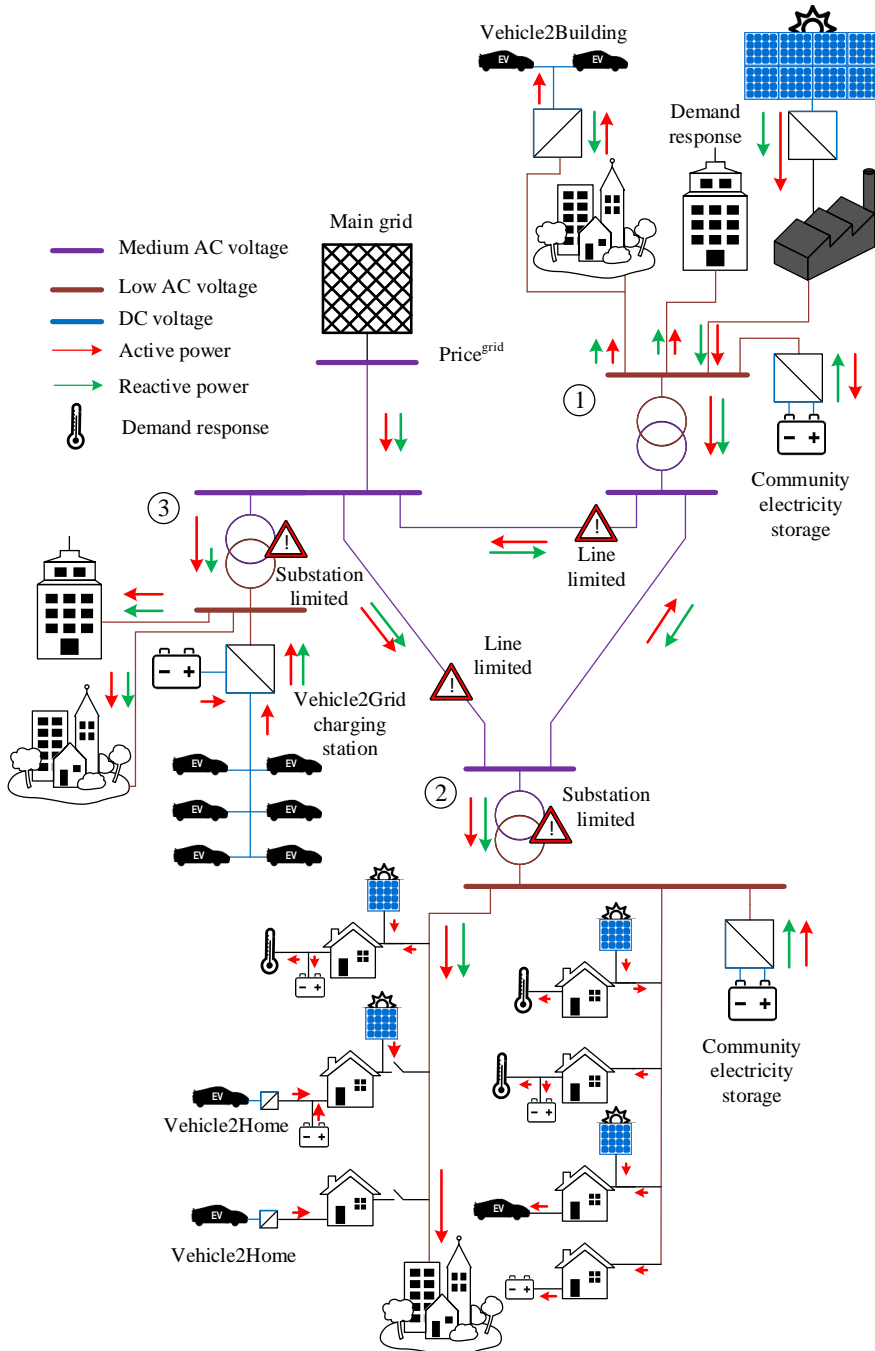 Vehicle2Building
EV
EV
Demand
response
Main grid
Medium AC voltage
Low AC voltage
DC voltage
Active power
Reactive power
Demand response
Price^grid
1
Community
electricity
storage
3
!
Substation
limited
!
Line
limited
Line
limited
!
Vehicle2Grid
charging
station
EV
EV
EV
EV
EV
EV
2
Substation
limited
!
Community
electricity
storage
EV
Vehicle2Home
EV
EV
Vehicle2Home